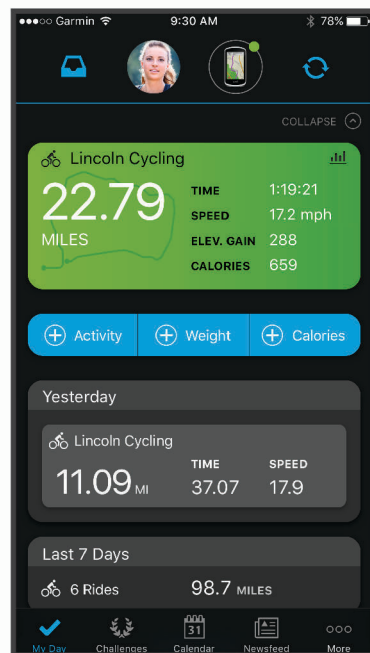 Garmin 9:30 AM 78%
COLLAPSE
Lincoln Cycling
22.79
MILES
TIME 1:19:21
SPEED 17.2 mph
ELEV. GAIN 288
CALORIES 659
Activity Weight Calories
Yesterday
Lincoln Cycling
11.09 MI
TIME SPEED
37.07 17.9
Last 7 Days
6 Rides 98.7 MILES
31
My Day Challenges Calendar Newsfeed More